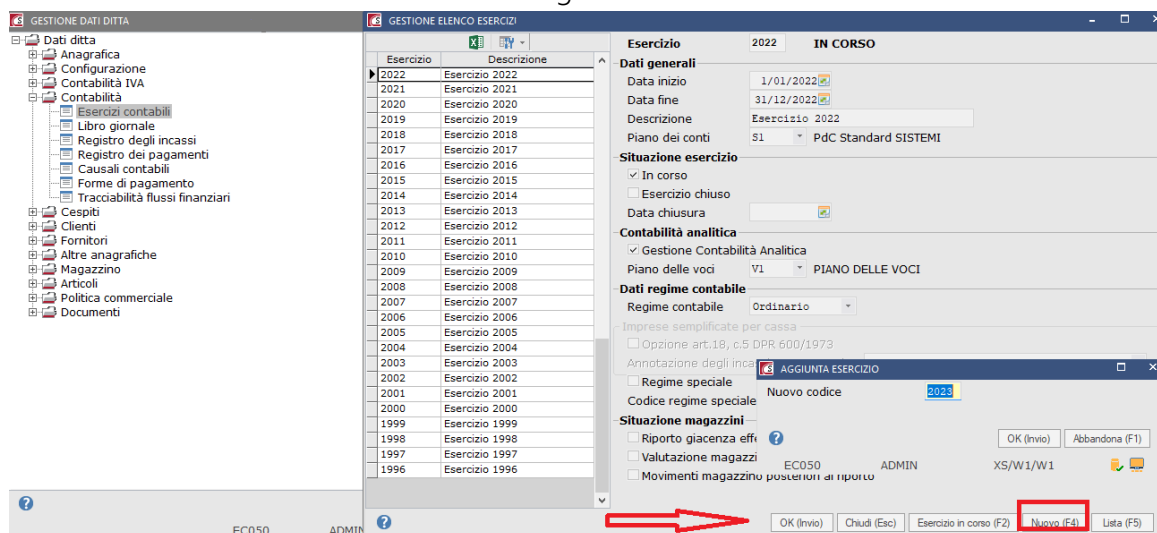 GESTIONE DATI DITTA
Dati ditta
Anagrafica
Configurazione
Contabilità IVA
Contabilità
Esercizi contabili
Libro giornale
Registro degli incassi
Registro dei pagamenti
Causali contabili
Forme di pagamento
Tracciabilità flussi finanziari
Cespiti
Clienti
Fornitori
Altre anagrafiche
Magazzino
Articoli
Politica commerciale
Documenti
EC050 ADMIN
GESTIONE ELENCO ESERCIZI
Esercizio Descrizione
2022 Esercizio 2022
2021 Esercizio 2021
2020 Esercizio 2020
2019 Esercizio 2019
2018 Esercizio 2018
2017 Esercizio 2017
2016 Esercizio 2016
2015 Esercizio 2015
2014 Esercizio 2014
2013 Esercizio 2013
2012 Esercizio 2012
2011 Esercizio 2011
2010 Esercizio 2010
2009 Esercizio 2009
2008 Esercizio 2008
2007 Esercizio 2007
2006 Esercizio 2006
2005 Esercizio 2005
2004 Esercizio 2004
2003 Esercizio 2003
2002 Esercizio 2002
2001 Esercizio 2001
2000 Esercizio 2000
1999 Esercizio 1999
1998 Esercizio 1998
1997 Esercizio 1997
1996 Esercizio 1996
Esercizio 2022 IN CORSO
Dati generali
Data inizio 1/01/2022
Data fine 31/12/2022
Descrizione Esercizio 2022
Piano dei conti S1 PdC Standard SISTEMI
Situazione esercizio
In corso
Esercizio chiuso
Data chiusura
Contabilità analitica
Gestione Contabilità Analitica
Piano delle voci V1 PIANO DELLE VOCI
Dati regime contabile
Regime contabile Ordinario
Imprese semplificate per cassa
Opzione art.18, c.5 DPR 600/1973
Annotazione degli inca
Regime speciale
Codice regime speciale
Situazione magazzini
Riporto giacenza effe
Valutazione magazzi
Movimenti magazzino posteriori al riporto
AGGIUNTA ESERCIZIO
Nuovo codice 2023
OK (Invio) Abbandona (F1)
EC050 ADMIN XS/W1/W1
OK (Invio) Chiudi (Esc) Esercizio in corso (F2) Nuovo (F4) Lista (F5)